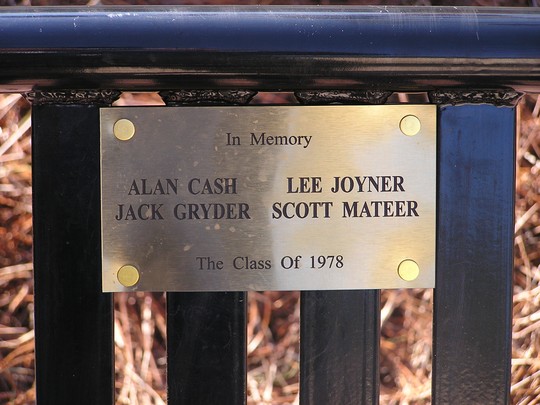 In Memory
ALAN CASH LEE JOYNER
JACK GRYDER SCOTT MATEER
The Class Of 1978